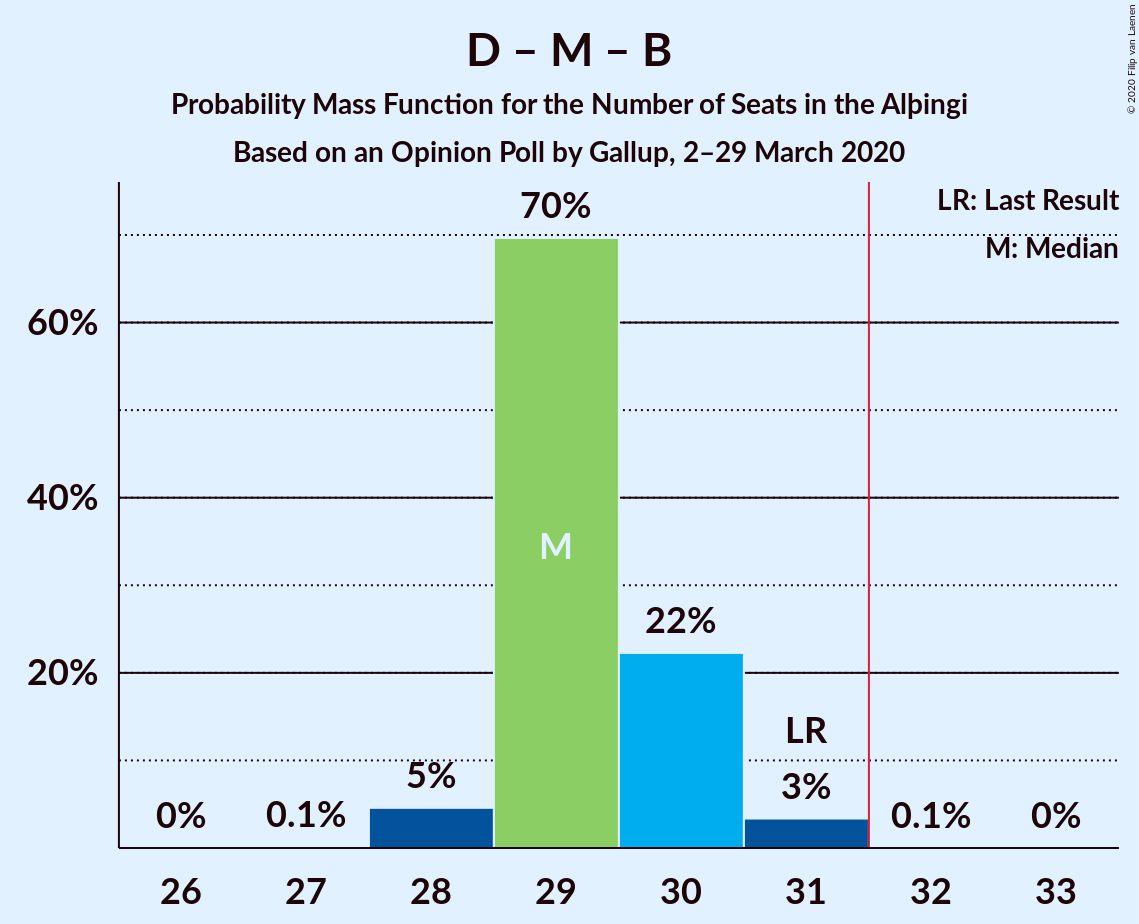 D – M – B
Probability Mass Function for the Number of Seats in the Alþingi
Based on an Opinion Poll by Gallup, 2–29 March 2020
© 2020 Filip van Laenen
LR: Last Result
M: Median
60%
40%
20%
0%
0.1%
5%
70%
M
22%
LR
3%
0.1%
0%
26 27 28 29 30 31 32 33